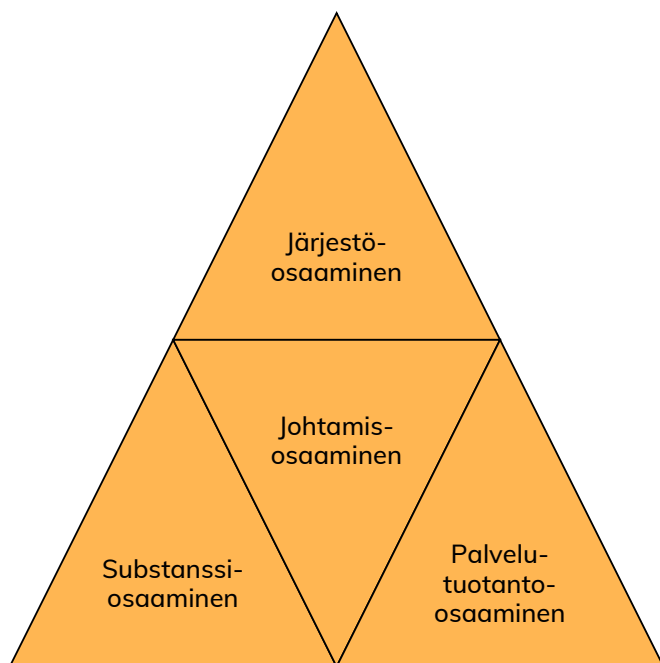 Järjestö-
osaaminen
Johtamis-
osaaminen
Substanssi-
osaaminen
Palvelu-
tuotanto-
osaaminen